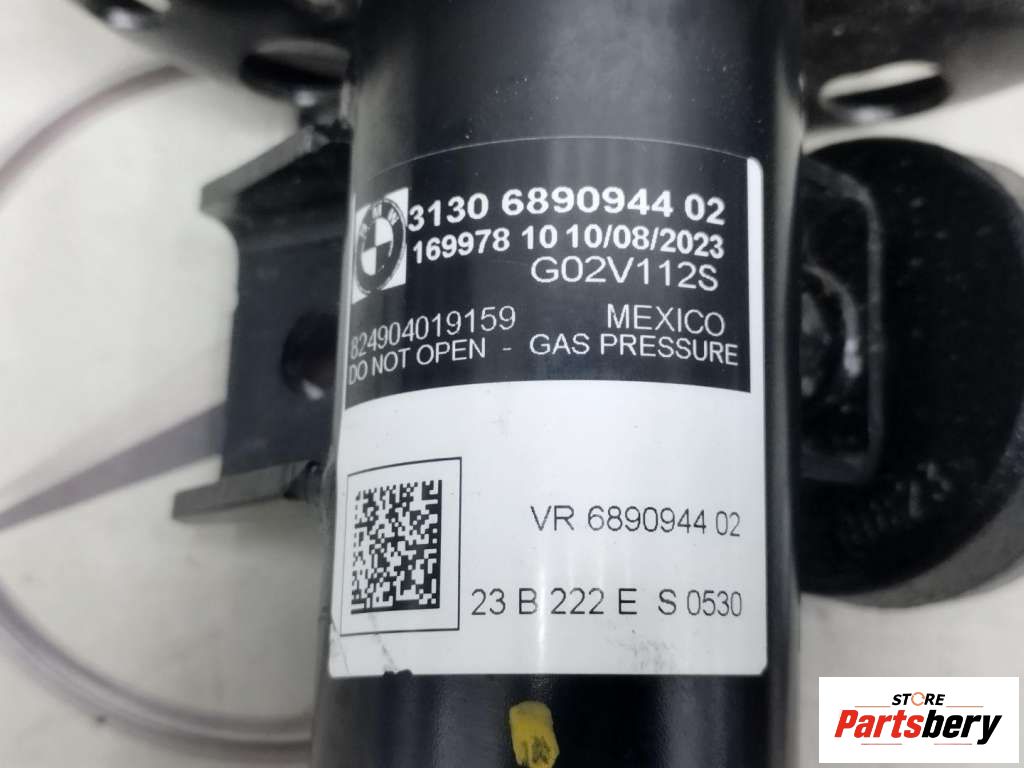 BMW
3130 6890944 02
169978 10 10/08/2023
G02V112S
824904019159 MEXICO
DO NOT OPEN - GAS PRESSURE
VR 6890944 02
23 B 222 E S 0530
STORE
Partsbery